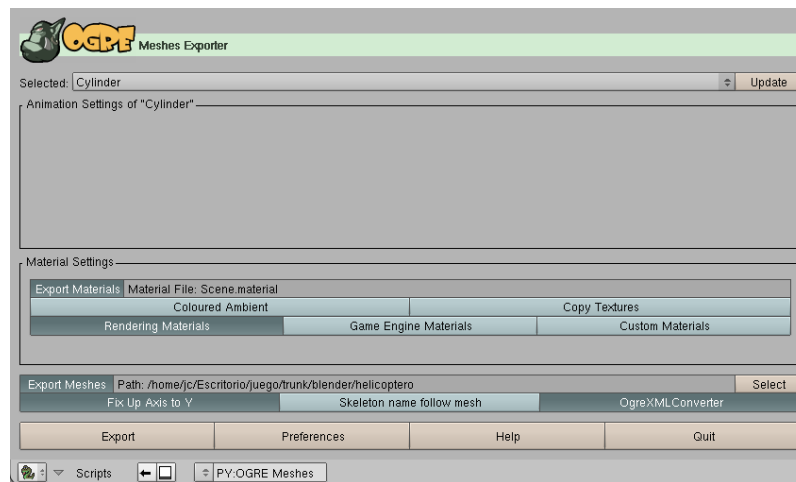 OGRE Meshes Exporter
Selected: Cylinder Update
Animation Settings of "Cylinder"
Material Settings
Export Materials Material File: Scene.material
Coloured Ambient Copy Textures
Rendering Materials Game Engine Materials Custom Materials
Export Meshes Path: /home/jc/Escritorio/juego/trunk/blender/helicoptero Select
Fix Up Axis to Y Skeleton name follow mesh OgreXMLConverter
Export Preferences Help Quit
Scripts PY:OGRE Meshes